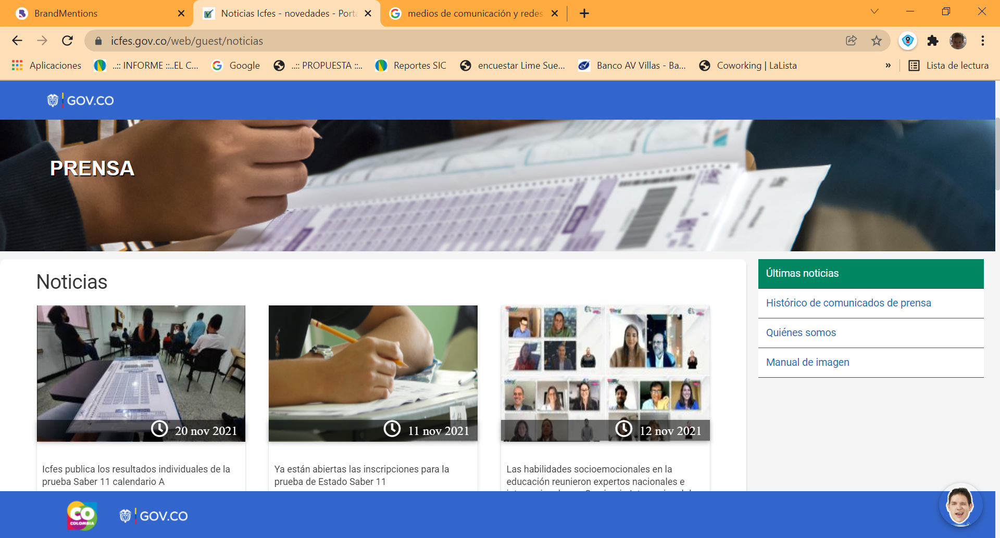 BrandMentions
Noticias Icfes - novedades - Porta
medios de comunicación y redes
icfes.gov.co/web/guest/noticias
Aplicaciones
..:: INFORME ::..EL C...
Google
..:: PROPUESTA ::..
Reportes SIC
encuestar Lime Sue...
Banco AV Villas - Ba...
Coworking | LaLista
»
Lista de lectura
GOV.CO
PRENSA
Noticias
20 nov 2021
11 nov 2021
12 nov 2021
Icfes publica los resultados individuales de la
prueba Saber 11 calendario A
Ya están abiertas las inscripciones para la
prueba de Estado Saber 11
Las habilidades socioemocionales en la
educación reunieron expertos nacionales e
Últimas noticias
Histórico de comunicados de prensa
Quiénes somos
Manual de imagen
CO
COLOMBIA
GOV.CO